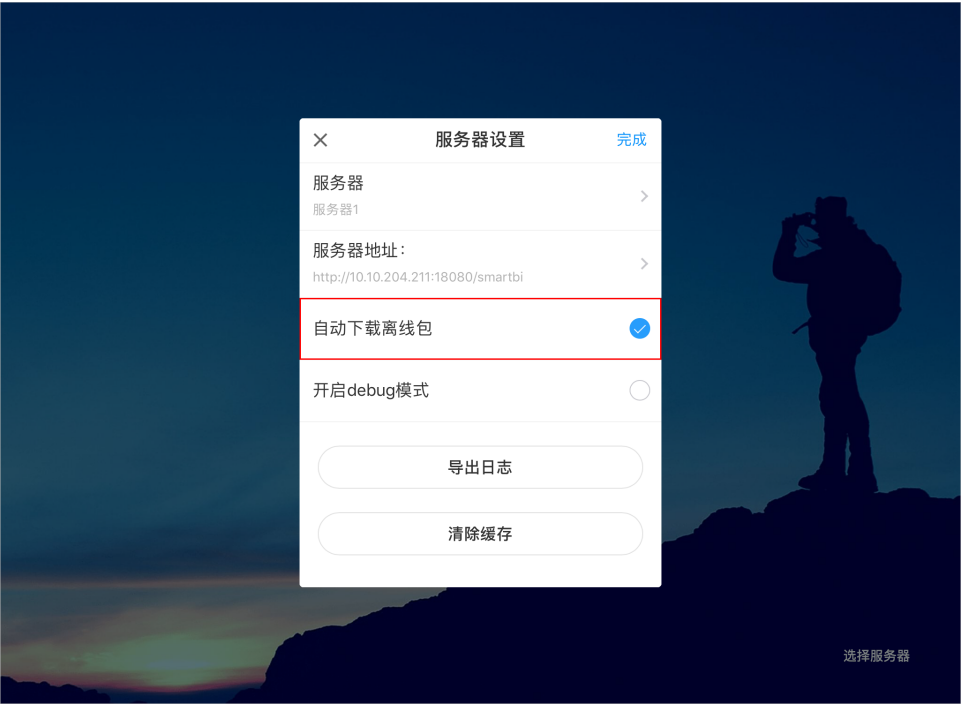 服务器设置
完成
服务器
服务器1
服务器地址：
http://10.10.204.211:18080/smartbi
自动下载离线包
开启debug模式
导出日志
清除缓存
选择服务器